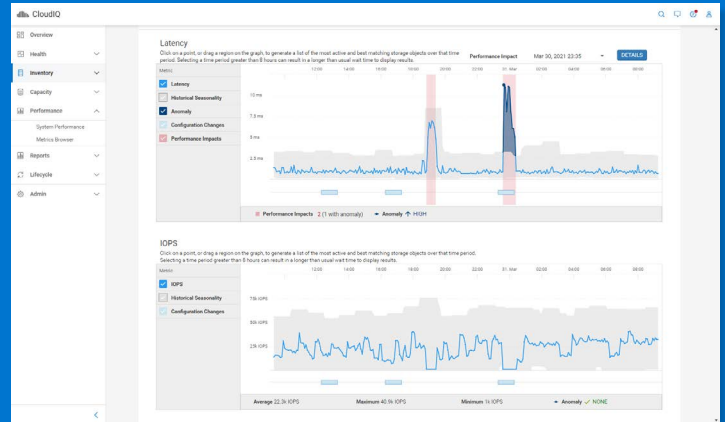 CloudIQ
Overview
Health
Inventory
Capacity
Performance
System Performance
Metrics Browser
Reports
Lifecycle
Admin
Latency
Click on a point, or drag a region on the graph, to generate a list of the most active and best matching storage objects over that time
period. Selecting a time period greater than 8 hours can result in a longer than usual wait time to display results.
Performance Impact
Mar 30, 2021 23:35
DETAILS
Metric
12:00 14:00 16:00 18:00 20:00 22:00 31. Mar 02:00 04:00 06:00 08:00
Latency
Historical Seasonality
Anomaly
Configuration Changes
Performance Impacts
10 ms
7.5 ms
5 ms
2.5 ms
Performance Impacts 2 (1 with anomaly) Anomaly HIGH
IOPS
Click on a point, or drag a region on the graph, to generate a list of the most active and best matching storage objects over that time period.
Selecting a time period greater than 8 hours can result in a longer than usual wait time to display results.
Metric
12:00 14:00 16:00 18:00 20:00 22:00 31. Mar 02:00 04:00 06:00 08:00
IOPS
Historical Seasonality
Configuration Changes
75k IOPS
50k IOPS
25k IOPS
Average 22.3k IOPS Maximum 40.9k IOPS Minimum 1k IOPS Anomaly NONE